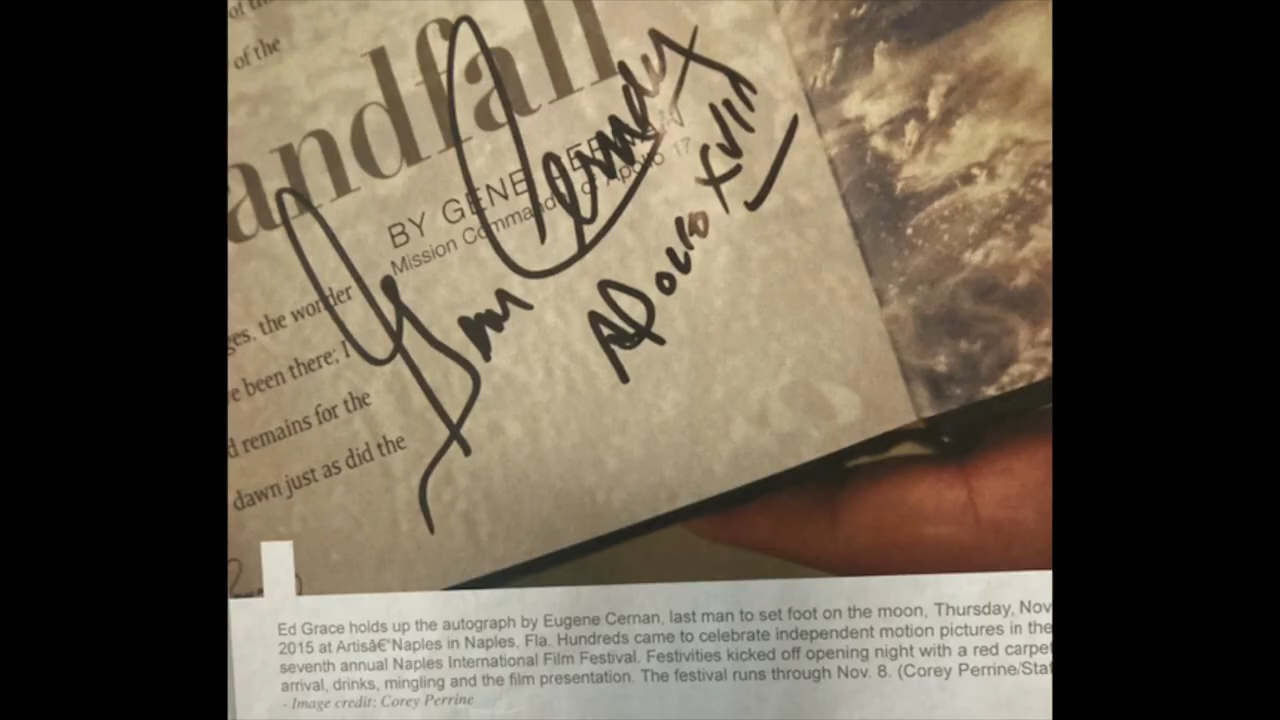 of the
andfall
BY GENE CERNAN
Mission Commander of Apollo 17
Gene Cernan
APOLLO XVII
ges, the wonder
e been there; I
d remains for the
dawn just as did the
Ed Grace holds up the autograph by Eugene Cernan, last man to set foot on the moon, Thursday, Nov
2015 at Artisâ€"Naples in Naples, Fla. Hundreds came to celebrate independent motion pictures in the
seventh annual Naples International Film Festival. Festivities kicked off opening night with a red carpet
arrival, drinks, mingling and the film presentation. The festival runs through Nov. 8. (Corey Perrine/Staf
- Image credit: Corey Perrine